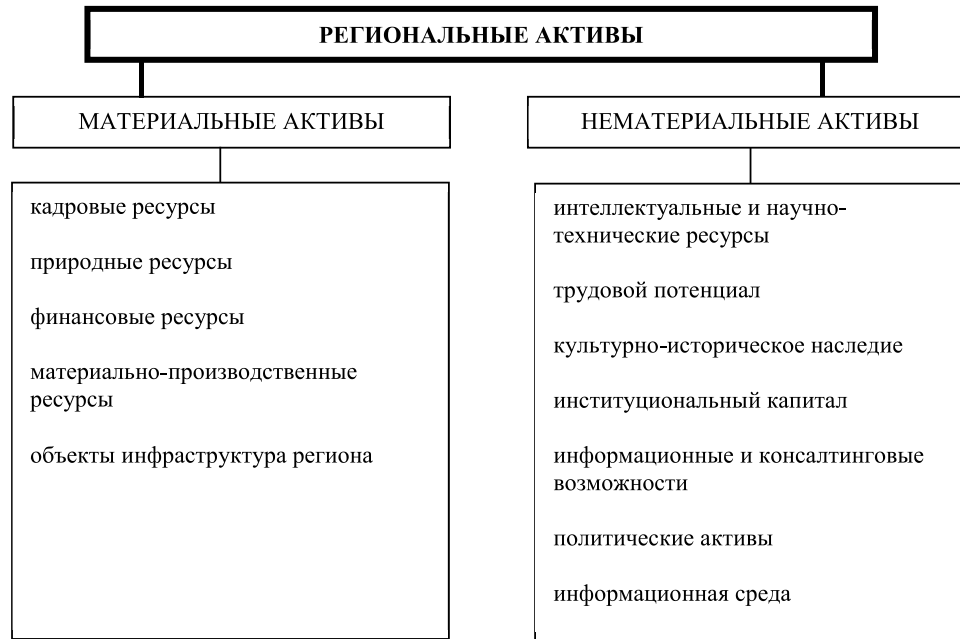 РЕГИОНАЛЬНЫЕ АКТИВЫ
МАТЕРИАЛЬНЫЕ АКТИВЫ
кадровые ресурсы
природные ресурсы
финансовые ресурсы
материально-производственные
ресурсы
объекты инфраструктура региона
НЕМАТЕРИАЛЬНЫЕ АКТИВЫ
интеллектуальные и научно-
технические ресурсы
трудовой потенциал
культурно-историческое наследие
институциональный капитал
информационные и консалтинговые
возможности
политические активы
информационная среда